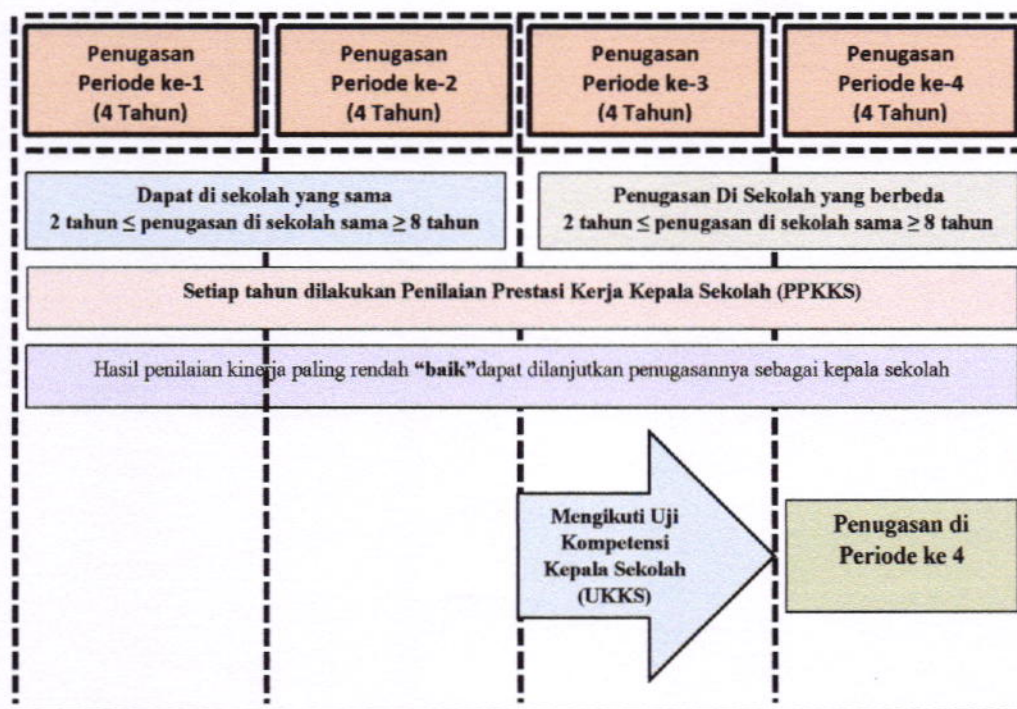 Penugasan
Periode ke-1
(4 Tahun)
Penugasan
Periode ke-2
(4 Tahun)
Penugasan
Periode ke-3
(4 Tahun)
Penugasan
Periode ke-4
(4 Tahun)
Dapat di sekolah yang sama
2 tahun ≤ penugasan di sekolah sama ≥ 8 tahun
Penugasan Di Sekolah yang berbeda
2 tahun ≤ penugasan di sekolah sama ≥ 8 tahun
Setiap tahun dilakukan Penilaian Prestasi Kerja Kepala Sekolah (PPKKS)
Hasil penilaian kinerja paling rendah “baik”dapat dilanjutkan penugasannya sebagai kepala sekolah
Mengikuti Uji
Kompetensi
Kepala Sekolah
(UKKS)
Penugasan di
Periode ke 4